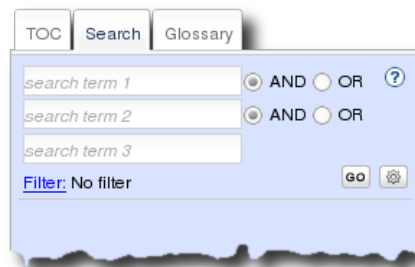 TOC Search Glossary
search term 1 AND OR ?
search term 2 AND OR
search term 3
Filter: No filter GO